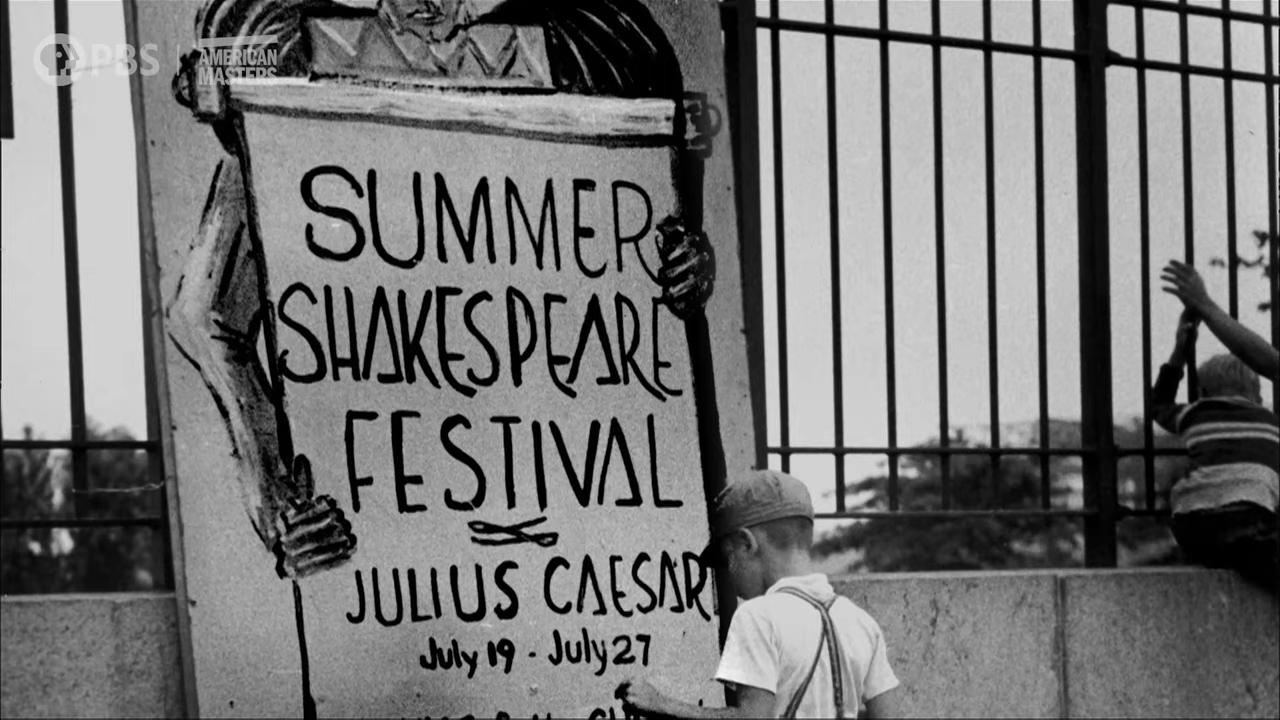 PBS
AMERICAN
MASTERS
SUMMER
SHAKESPEARE
FESTIVAL
JULIUS CAESAR
July 19 - July 27